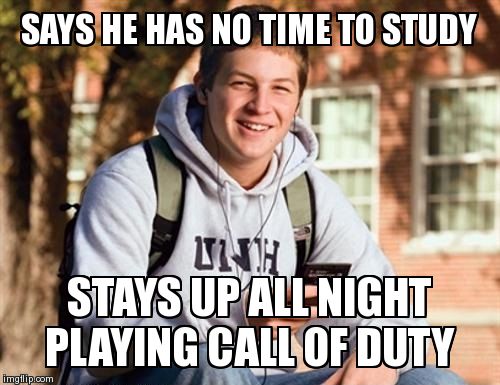 SAYS HE HAS NO TIME TO STUDY
UNH
STAYS UP ALL NIGHT
PLAYING CALL OF DUTY
imgflip.com